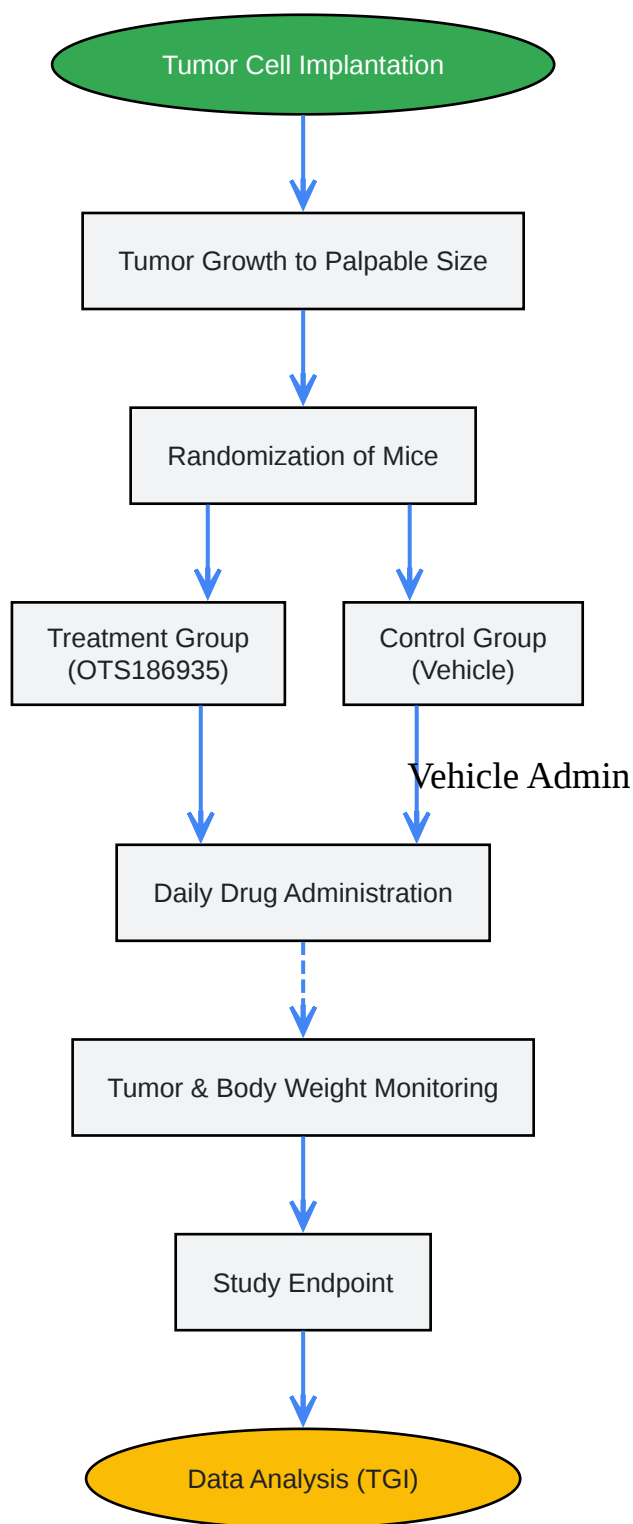 Tumor Cell Implantation
Tumor Growth to Palpable Size
Randomization of Mice
Treatment Group
(OTS186935)
Control Group
(Vehicle)
Vehicle Admin
Daily Drug Administration
Tumor & Body Weight Monitoring
Study Endpoint
Data Analysis (TGI)